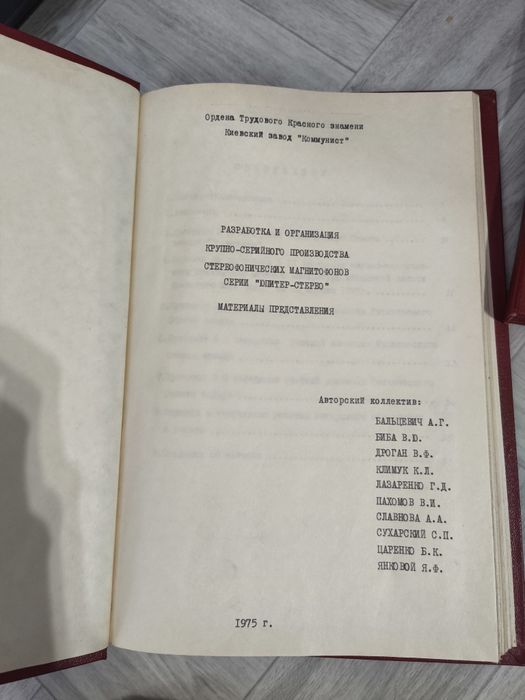 Ордена Трудового Красного знамени
Киевский завод "Коммунист"
РАЗРАБОТКА И ОРГАНИЗАЦИЯ
КРУПНО-СЕРИЙНОГО ПРОИЗВОДСТВА
СТЕРЕОФОНИЧЕСКИХ МАГНИТОФОНОВ
СЕРИИ "ЮПИТЕР-СТЕРЕО"
МАТЕРИАЛЫ ПРЕДСТАВЛЕНИЯ
Авторский коллектив:
БАЛЬЦЕВИЧ А.Г.
БИБА В.Ю.
ДРОГАН В.Ф.
КЛИМУК К.Л.
ЛАЗАРЕНКО Г.Д.
ПАХОМОВ В.И.
СЛАВНОВА А.А.
СУХАРСКИЙ С.П.
ЦАРЕНКО Б.К.
ЯНКОВОЙ Я.Ф.
1975 г.